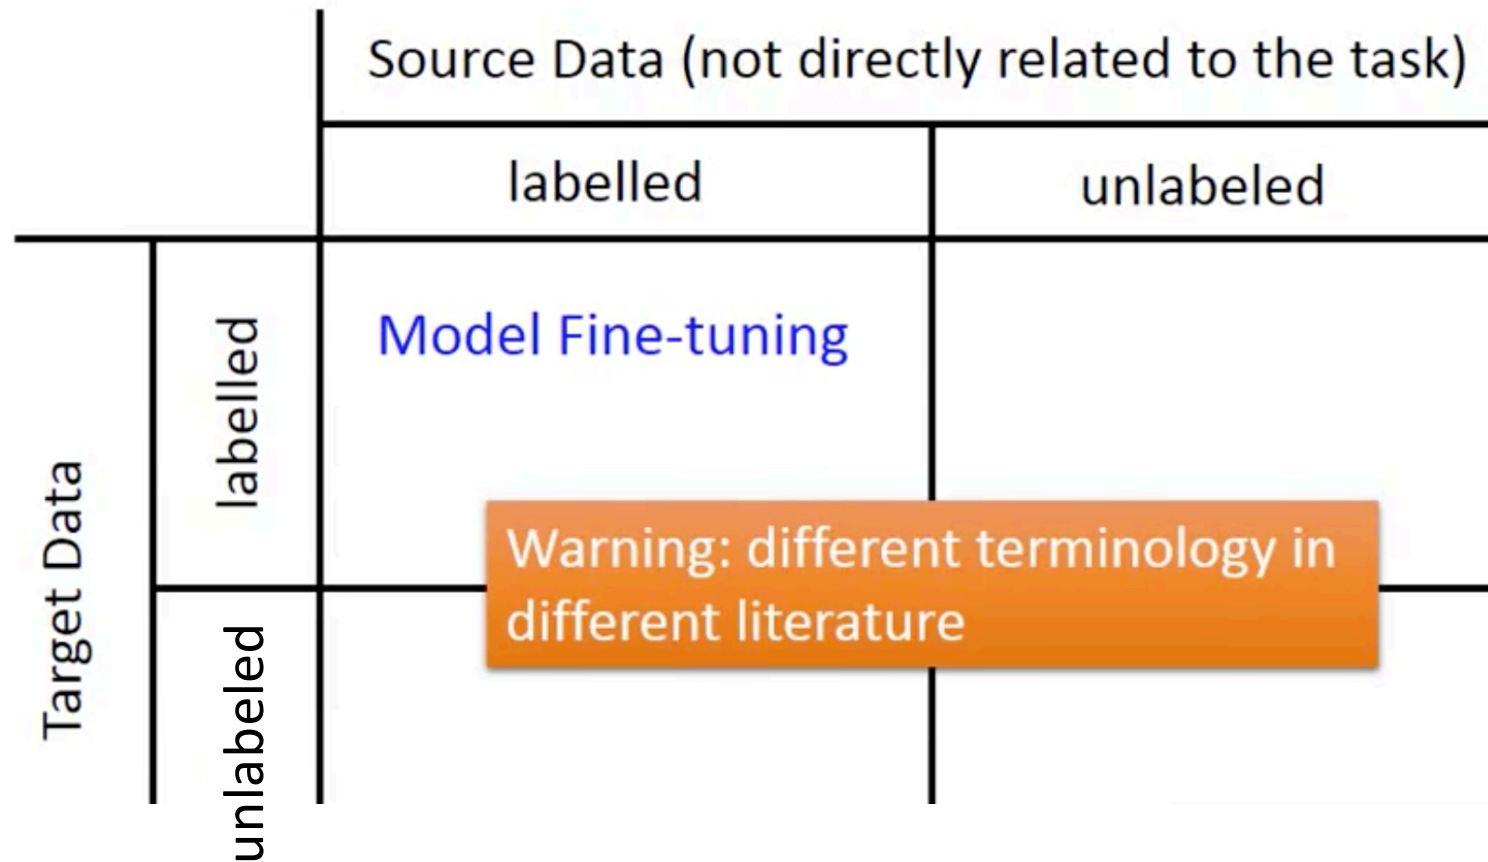 Source Data (not directly related to the task)
labelled
unlabeled
Target Data
labelled
Model Fine-tuning
Warning: different terminology in
different literature
unlabeled